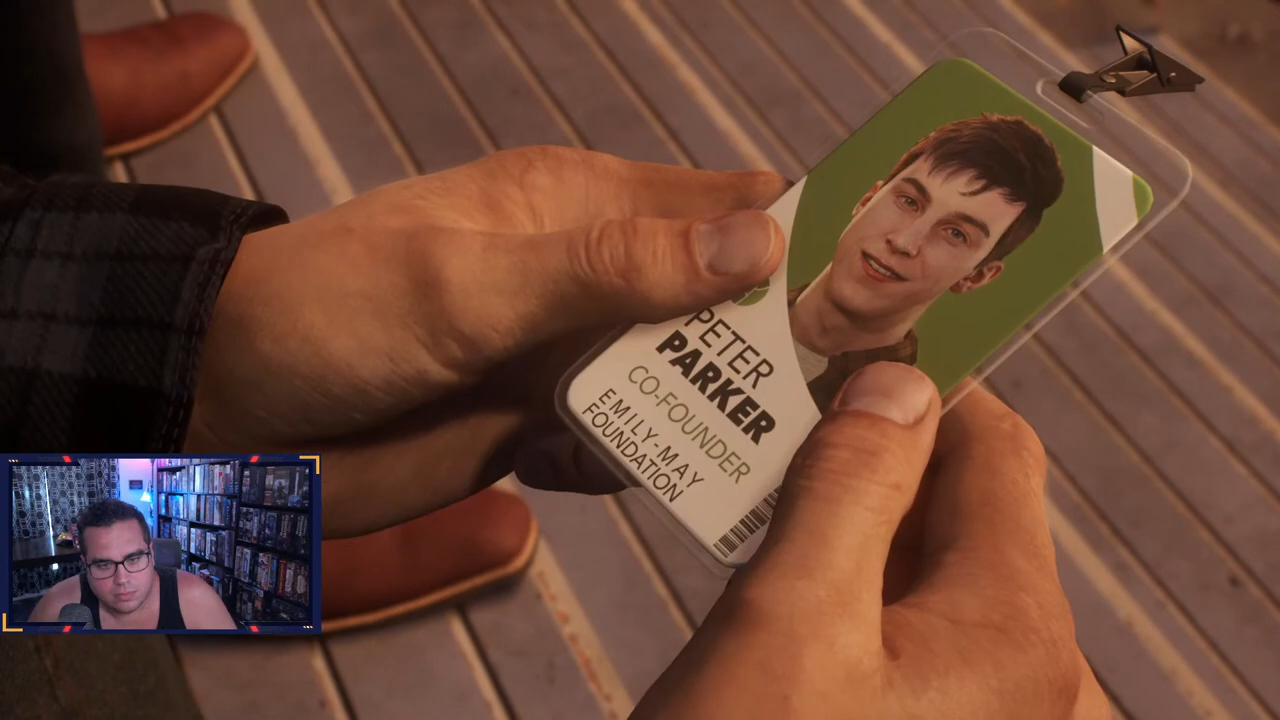 PETER
PARKER
CO-FOUNDER
EMILY-MAY
FOUNDATION